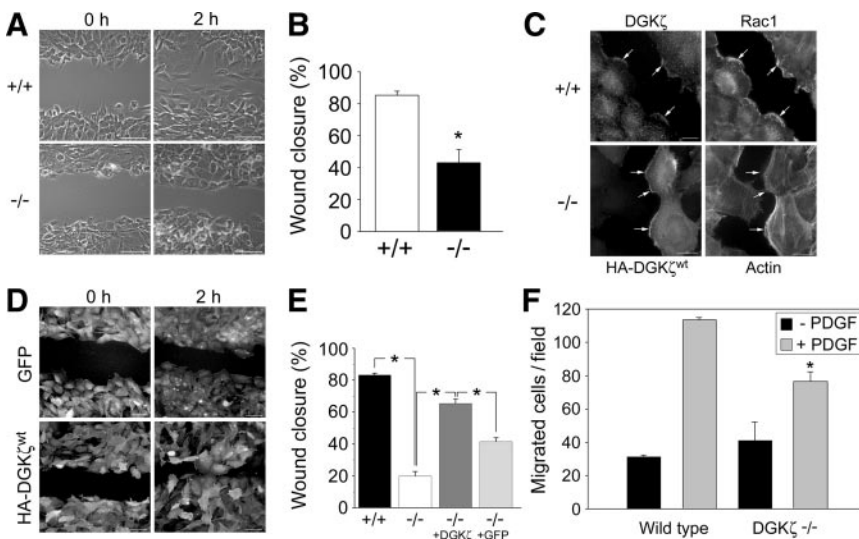 A
0 h
2 h
+/+
-/-
B
Wound closure (%)
100
80
60
40
20
0
*
+/+
-/-
C
DGKζ
Rac1
+/+
-/-
HA-DGKζwt
Actin
D
0 h
2 h
GFP
HA-DGKζwt
E
Wound closure (%)
100
80
60
40
20
0
*
*
*
+/+
-/-
-/-
-/-
+DGKζ
+GFP
F
Migrated cells / field
120
100
80
60
40
20
0
- PDGF
+ PDGF
*
Wild type
DGKζ -/-